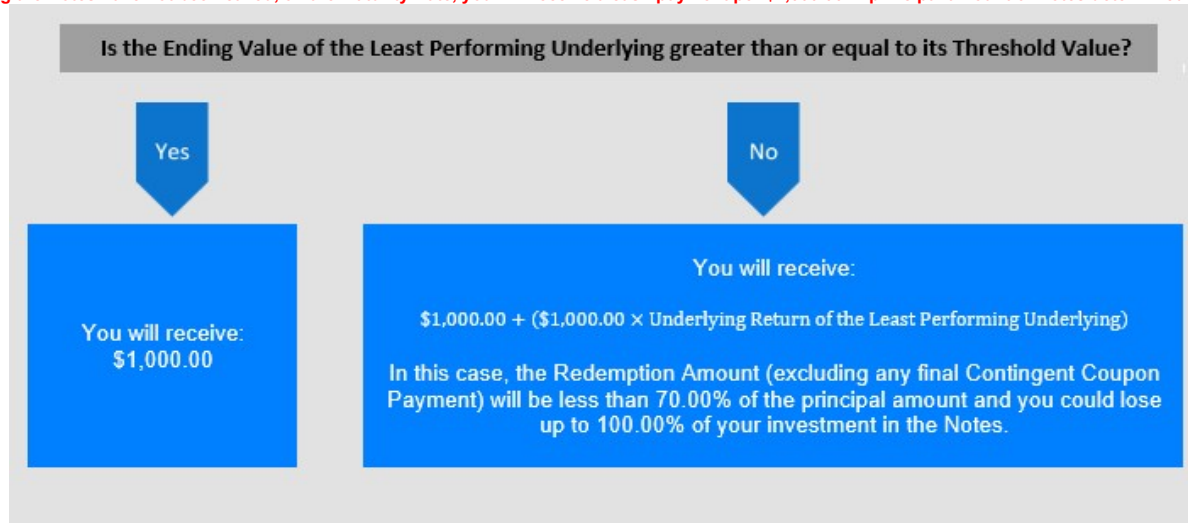 Is the Ending Value of the Least Performing Underlying greater than or equal to its Threshold Value?
Yes
No
You will receive:
$1,000.00
You will receive:
$1,000.00 + ($1,000.00 × Underlying Return of the Least Performing Underlying)
In this case, the Redemption Amount (excluding any final Contingent Coupon
Payment) will be less than 70.00% of the principal amount and you could lose
up to 100.00% of your investment in the Notes.